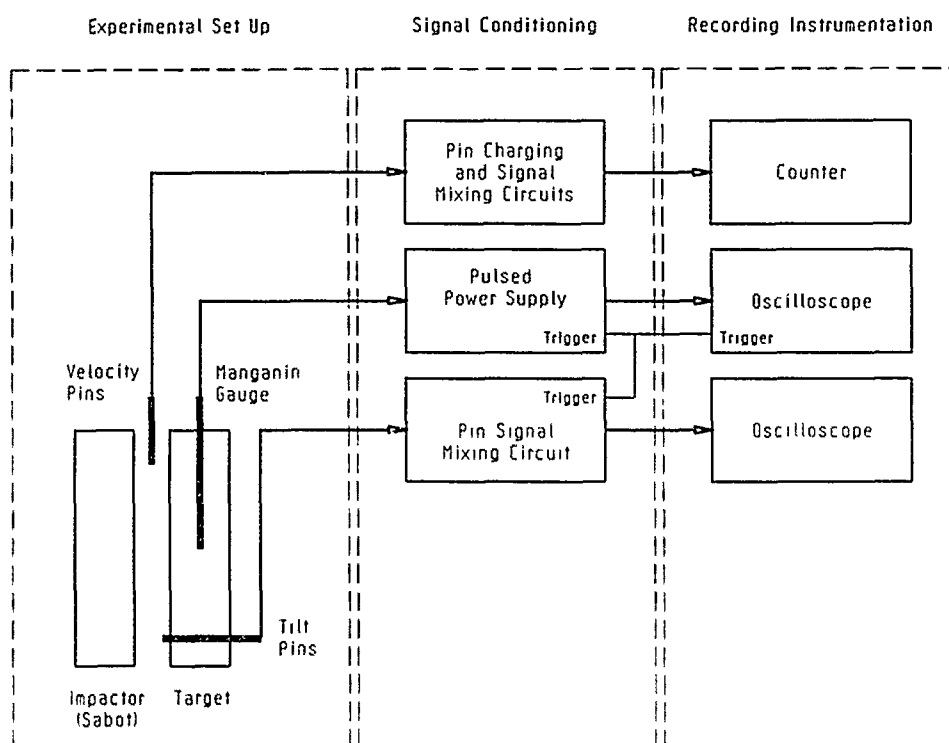 Experimental Set Up
Signal Conditioning
Recording Instrumentation
Pin Charging
and Signal
Mixing Circuits
Counter
Pulsed
Power Supply
Trigger
Oscilloscope
Trigger
Velocity
Pins
Manganin
Gauge
Trigger
Pin Signal
Mixing Circuit
Oscilloscope
Tilt
Pins
Impactor
(Sabot)
Target